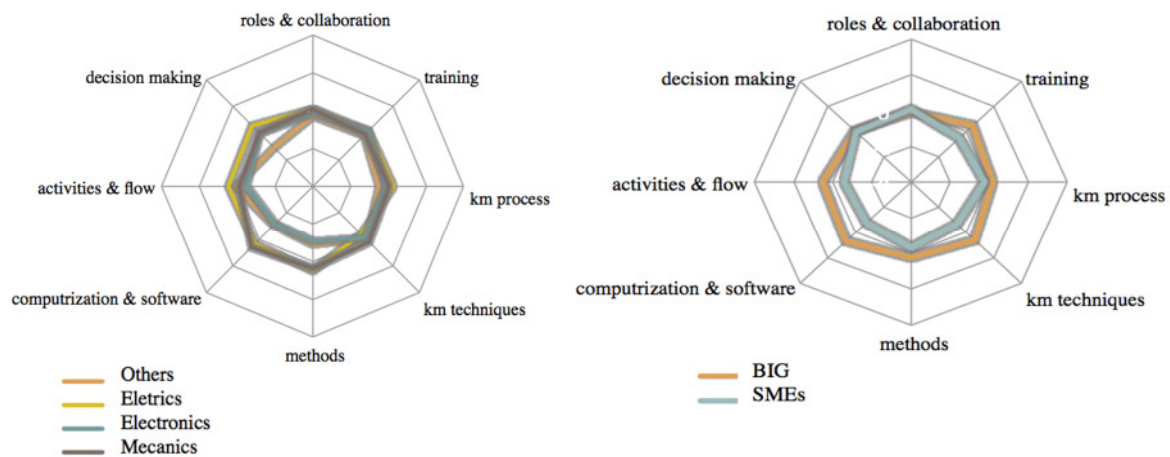 roles & collaboration
training
km process
km techniques
methods
computrization & software
activities & flow
decision making
Others
Eletrics
Electronics
Mecanics
roles & collaboration
training
km process
km techniques
methods
computrization & software
activities & flow
decision making
BIG
SMEs